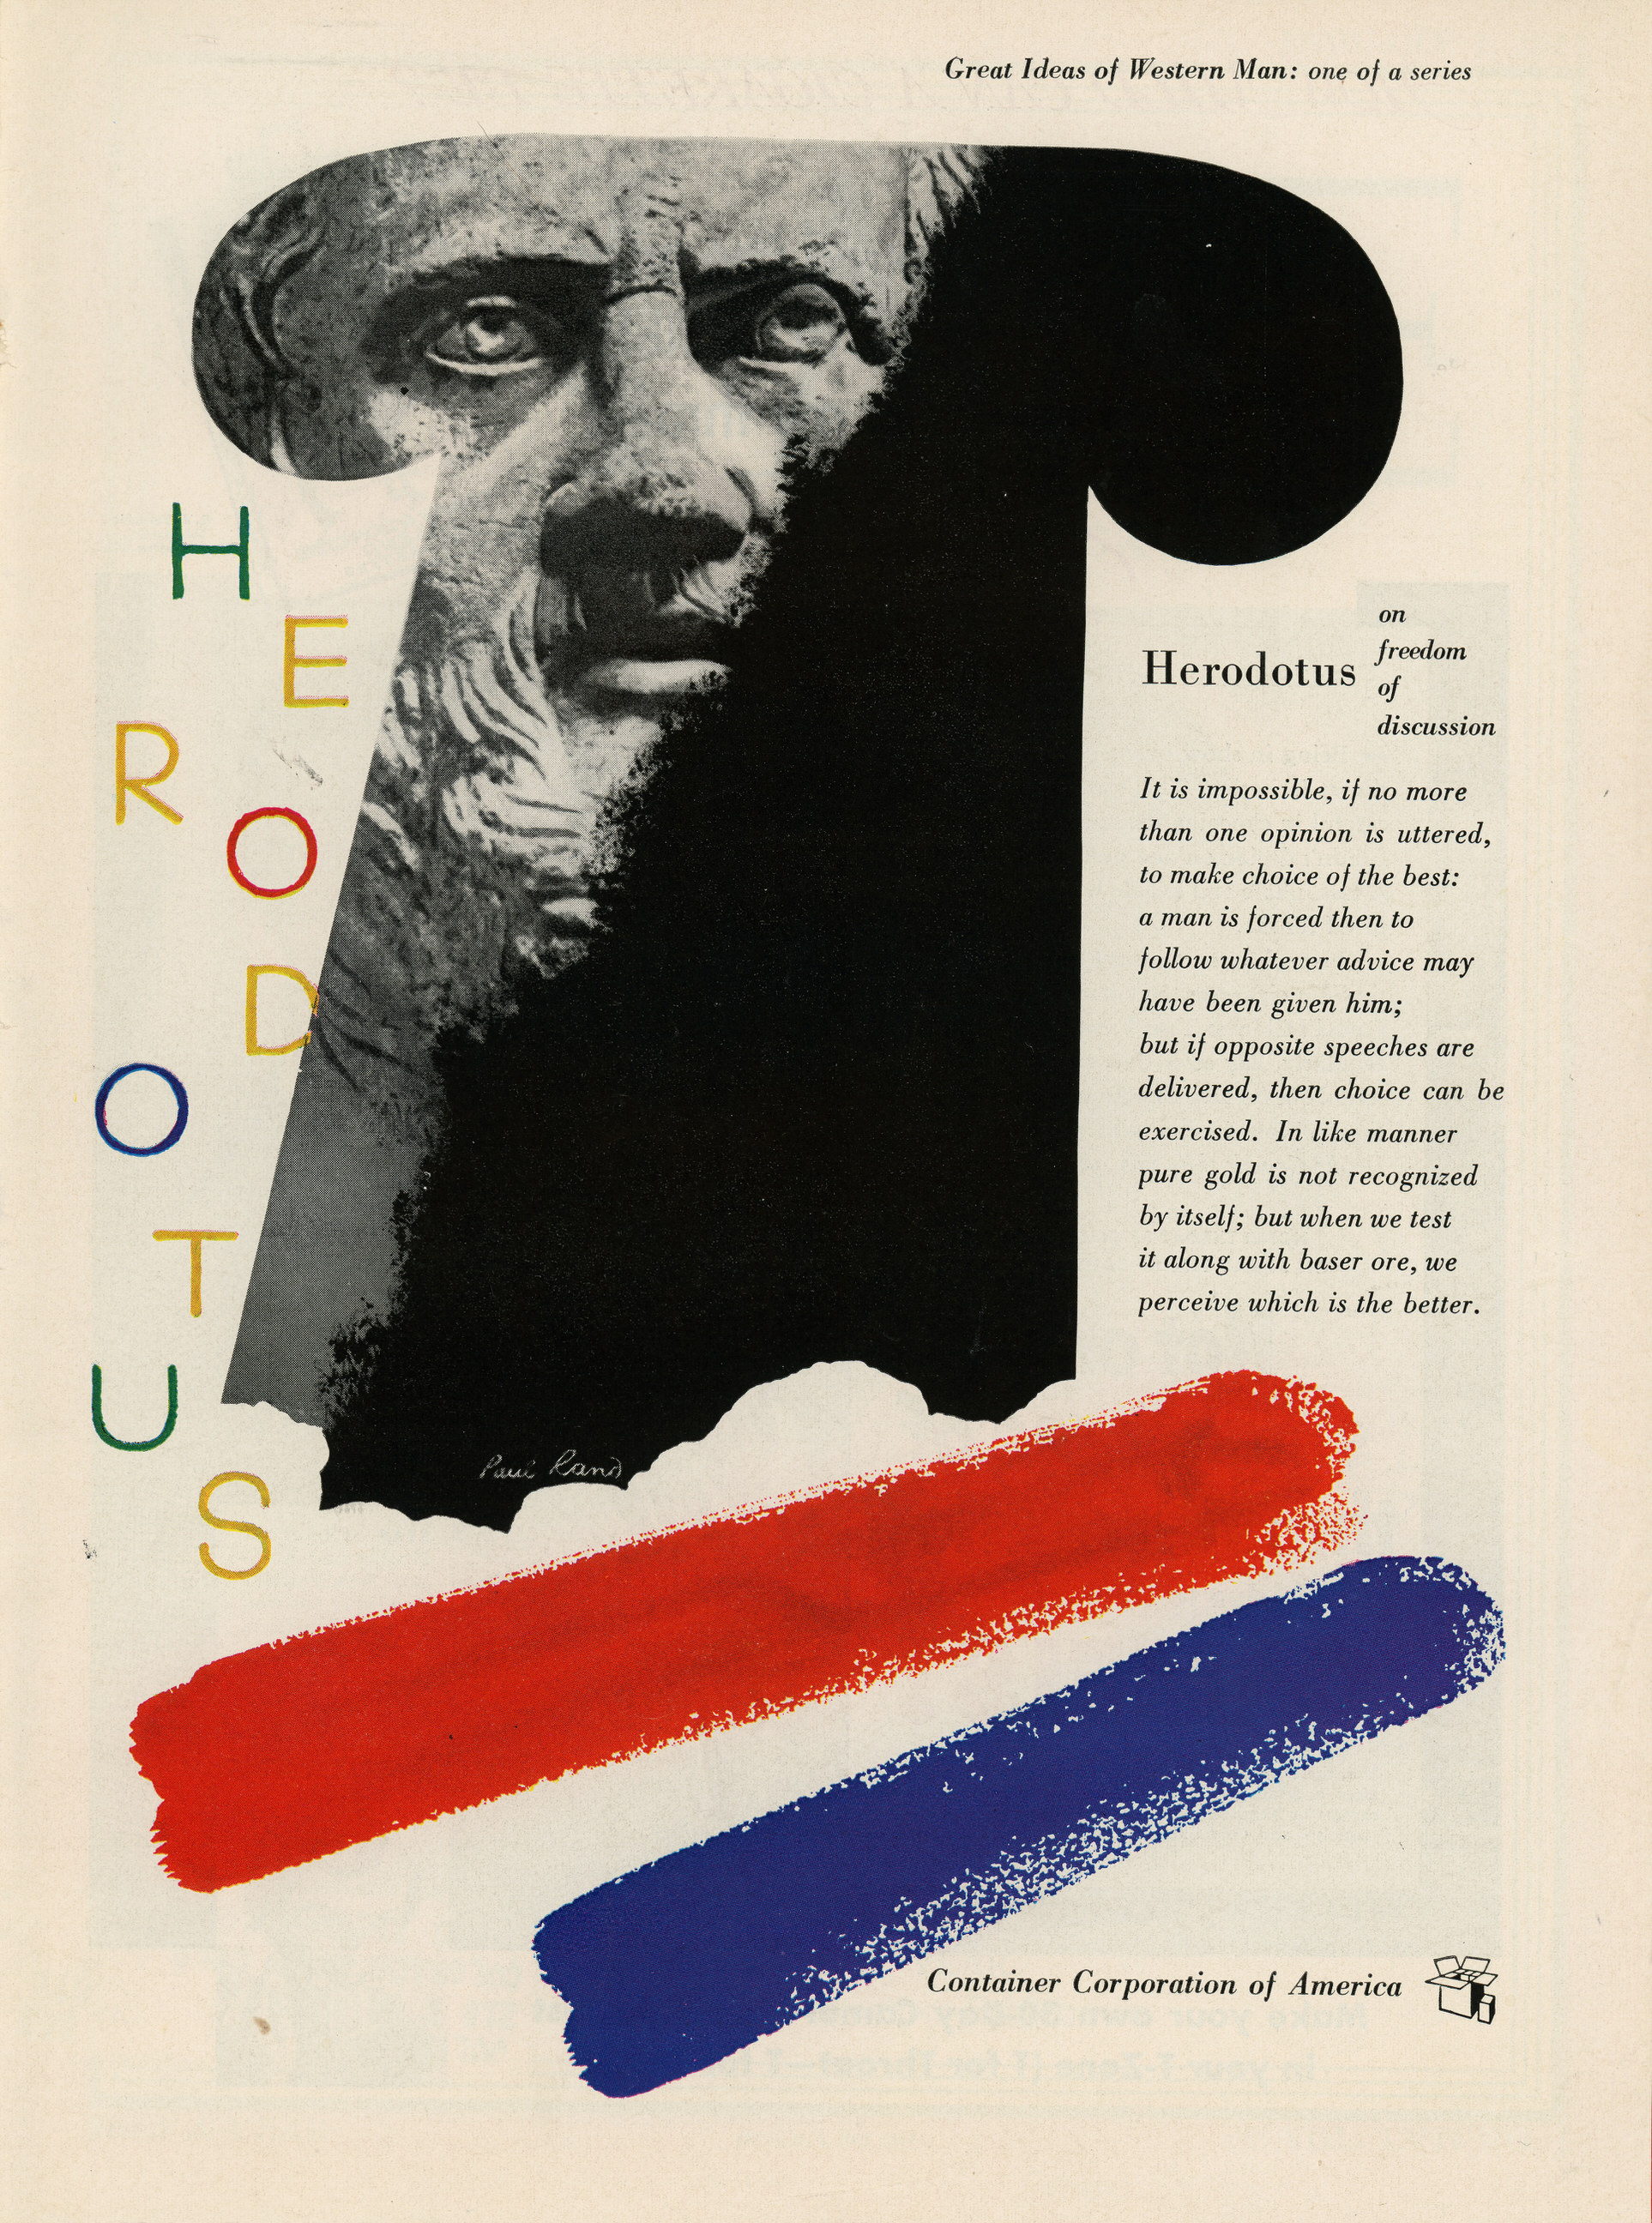 Great Ideas of Western Man: one of a series
HERODOTUS
Herodotus
on
freedom
of
discussion
It is impossible, if no more
than one opinion is uttered,
to make choice of the best:
a man is forced then to
follow whatever advice may
have been given him;
but if opposite speeches are
delivered, then choice can be
exercised. In like manner
pure gold is not recognized
by itself; but when we test
it along with baser ore, we
perceive which is the better.
Paul Rand
Container Corporation of America